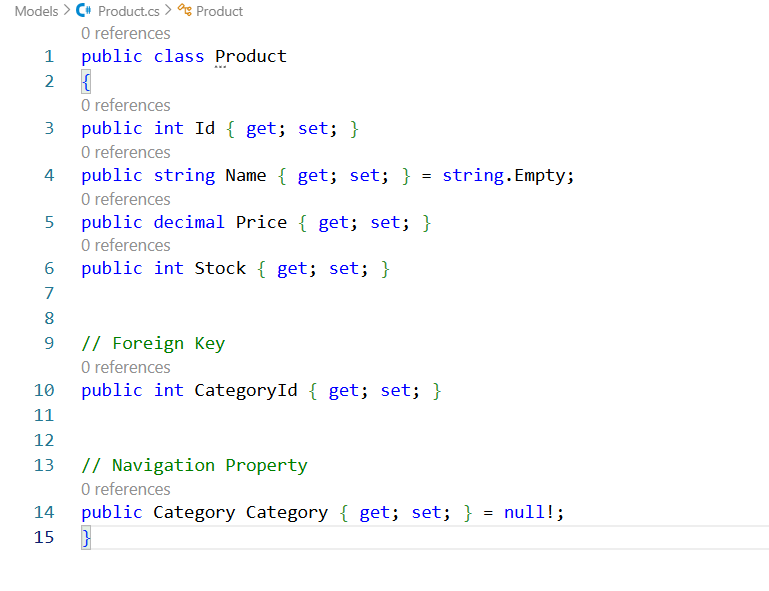 Models > C# Product.cs > Product
0 references
1 public class Product
2 {
0 references
3 public int Id { get; set; }
0 references
4 public string Name { get; set; } = string.Empty;
0 references
5 public decimal Price { get; set; }
0 references
6 public int Stock { get; set; }
7
8
9 // Foreign Key
0 references
10 public int CategoryId { get; set; }
11
12
13 // Navigation Property
0 references
14 public Category Category { get; set; } = null!;
15 }